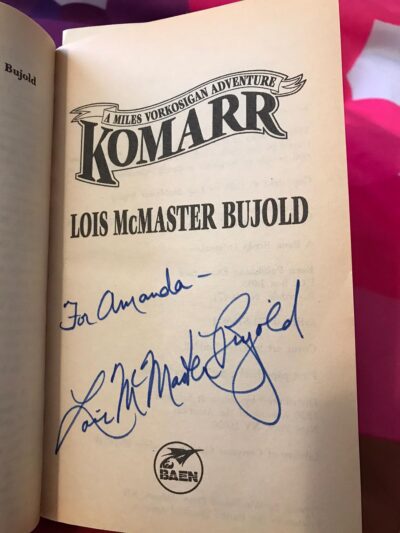 Bujold
A MILES VORKOSIGAN ADVENTURE
KOMARR
LOIS McMASTER BUJOLD
For Amanda –
Lois McMaster Bujold
BAEN